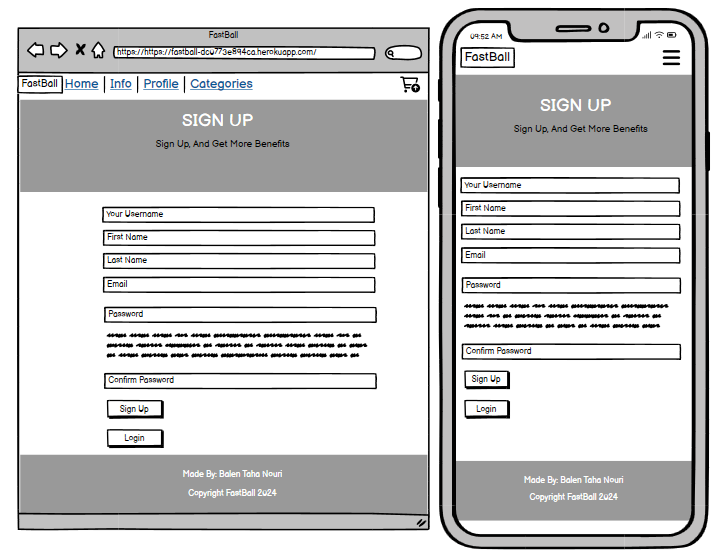 FastBall
https://https://fastball-dcu773e894ca.herokuapp.com/
FastBall Home Info Profile Categories
SIGN UP
Sign Up, And Get More Benefits
Your Username
First Name
Last Name
Email
Password
Confirm Password
Sign Up
Login
Made By: Balen Taha Nouri
Copyright FastBall 2024
09:52 AM
FastBall
SIGN UP
Sign Up, And Get More Benefits
Your Username
First Name
Last Name
Email
Password
Confirm Password
Sign Up
Login
Made By: Balen Taha Nouri
Copyright FastBall 2024